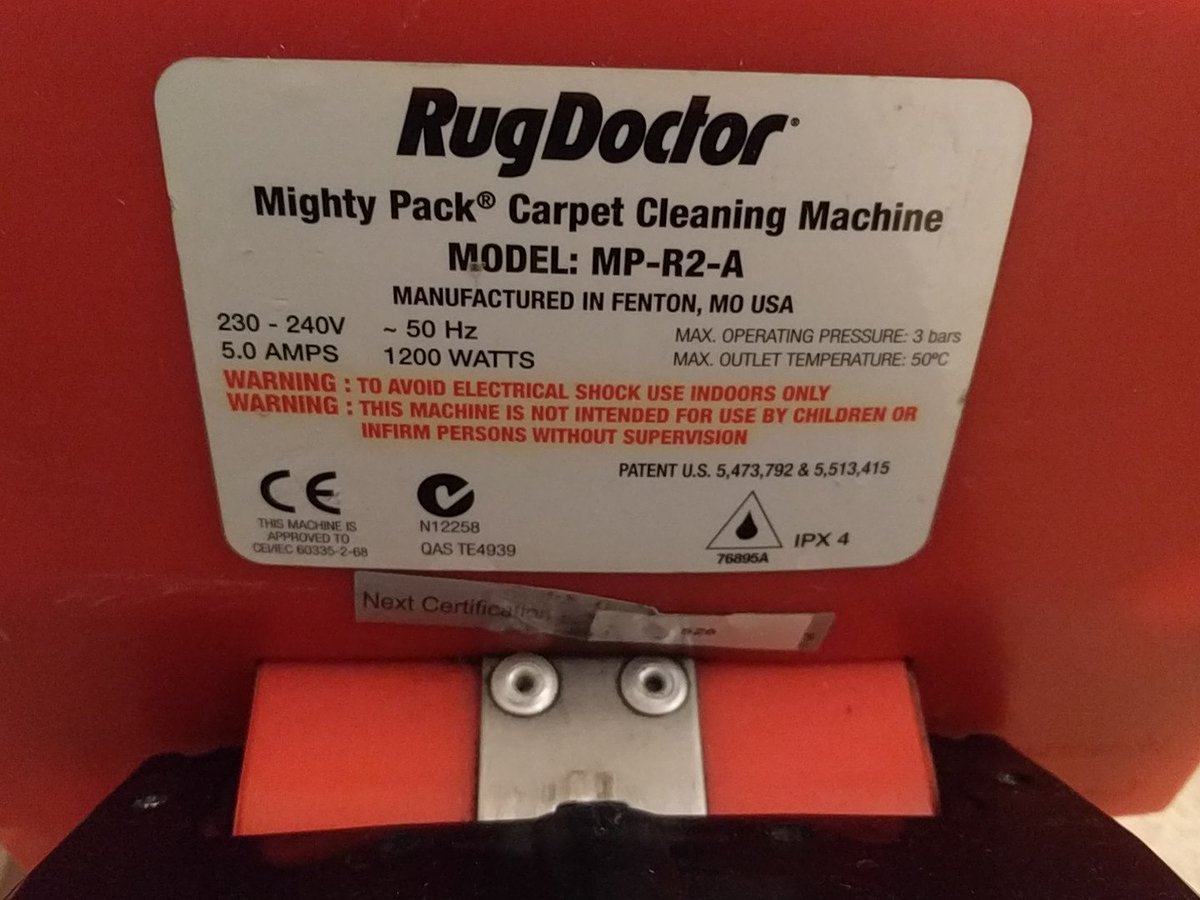 RugDoctor®
Mighty Pack® Carpet Cleaning Machine
MODEL: MP-R2-A
MANUFACTURED IN FENTON, MO USA
230 - 240V ~ 50 Hz
5.0 AMPS 1200 WATTS
MAX. OPERATING PRESSURE: 3 bars
MAX. OUTLET TEMPERATURE: 50ºC
WARNING : TO AVOID ELECTRICAL SHOCK USE INDOORS ONLY
WARNING : THIS MACHINE IS NOT INTENDED FOR USE BY CHILDREN OR
INFIRM PERSONS WITHOUT SUPERVISION
PATENT U.S. 5,473,792 & 5,513,415
CE
THIS MACHINE IS
APPROVED TO
CEI/IEC 60335-2-68
N12258
QAS TE4939
76895A
IPX 4
Next Certification